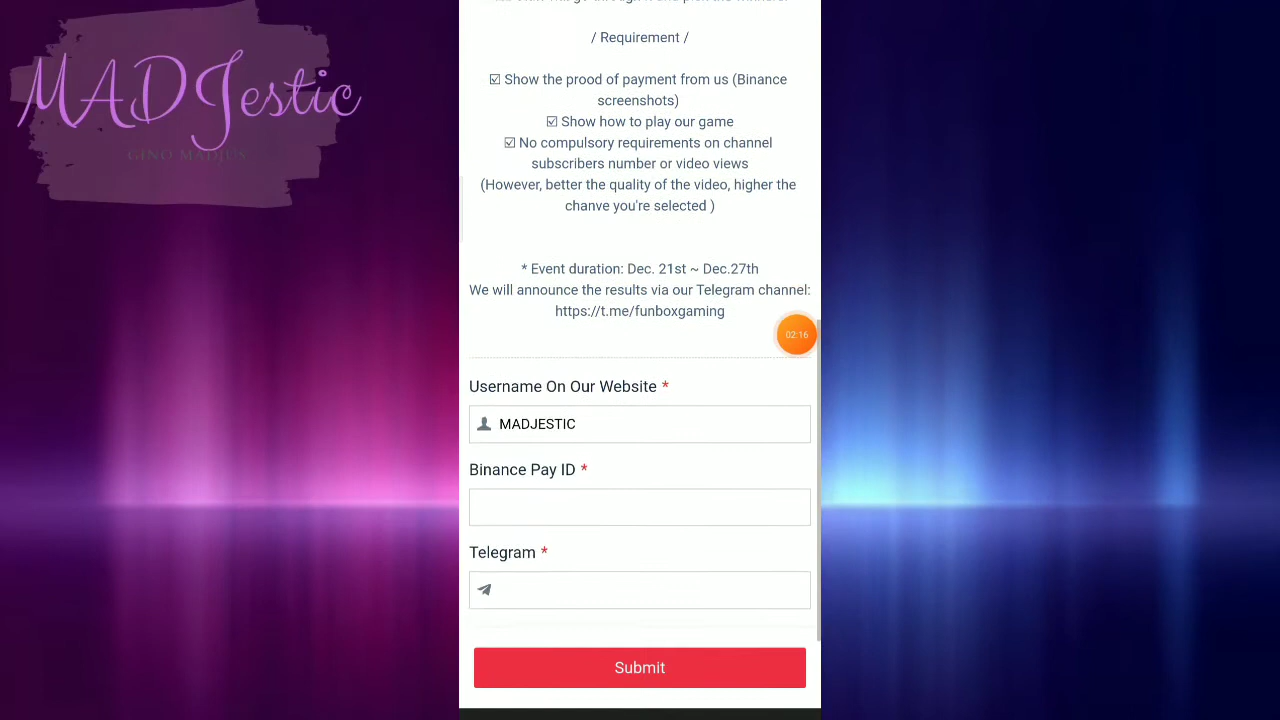 MADJestic
GENO MADJUS
/ Requirement /
☑ Show the prood of payment from us (Binance
screenshots)
☑ Show how to play our game
☑ No compulsory requirements on channel
subscribers number or video views
(However, better the quality of the video, higher the
chanve you're selected )
* Event duration: Dec. 21st ~ Dec.27th
We will announce the results via our Telegram channel:
https://t.me/funboxgaming
02:16
Username On Our Website *
MADJESTIC
Binance Pay ID *
Telegram *
Submit